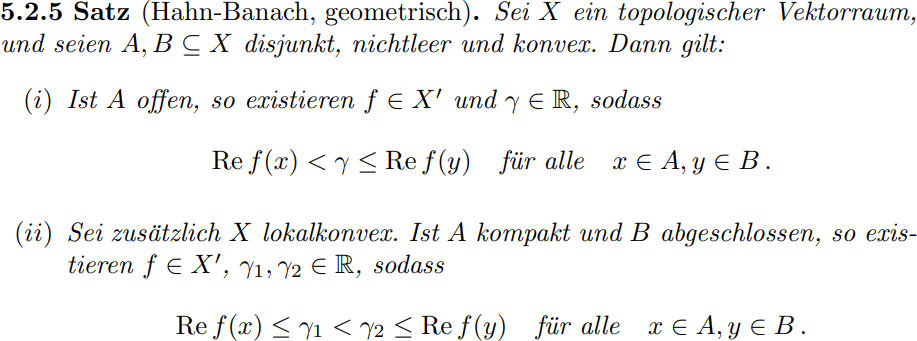 5.2.5 Satz (Hahn-Banach, geometrisch). Sei X ein topologischer Vektorraum,
und seien A, B ⊆ X disjunkt, nichtleer und konvex. Dann gilt:
(i) Ist A offen, so existieren f ∈ X′ und γ ∈ ℝ, sodass
Re f(x) < γ ≤ Re f(y) für alle x ∈ A, y ∈ B .
(ii) Sei zusätzlich X lokalkonvex. Ist A kompakt und B abgeschlossen, so exis-
tieren f ∈ X′, γ₁, γ₂ ∈ ℝ, sodass
Re f(x) ≤ γ₁ < γ₂ ≤ Re f(y) für alle x ∈ A, y ∈ B .